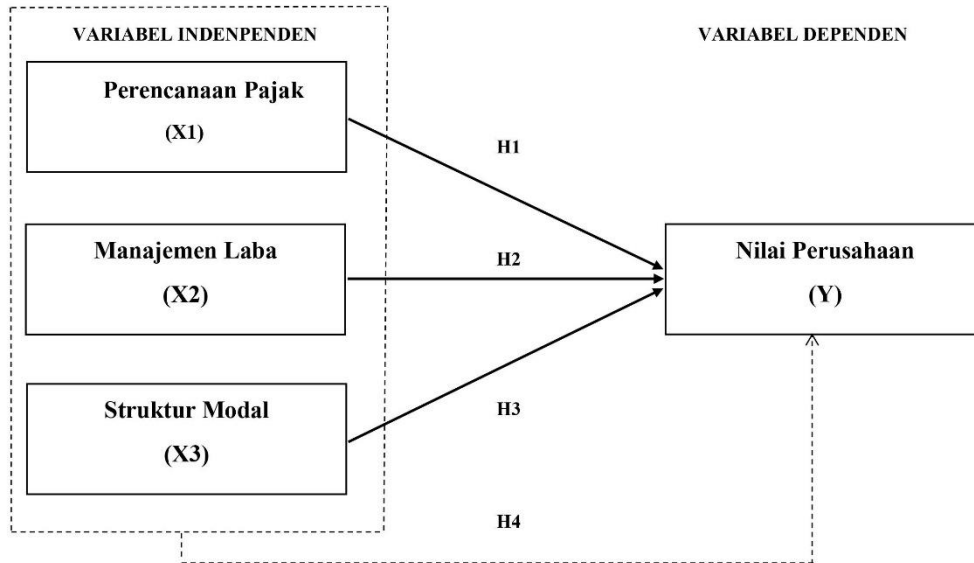 VARIABEL INDENPENDEN
VARIABEL DEPENDEN
Perencanaan Pajak
(X1)
H1
Manajemen Laba
(X2)
H2
Nilai Perusahaan
(Y)
Struktur Modal
(X3)
H3
H4